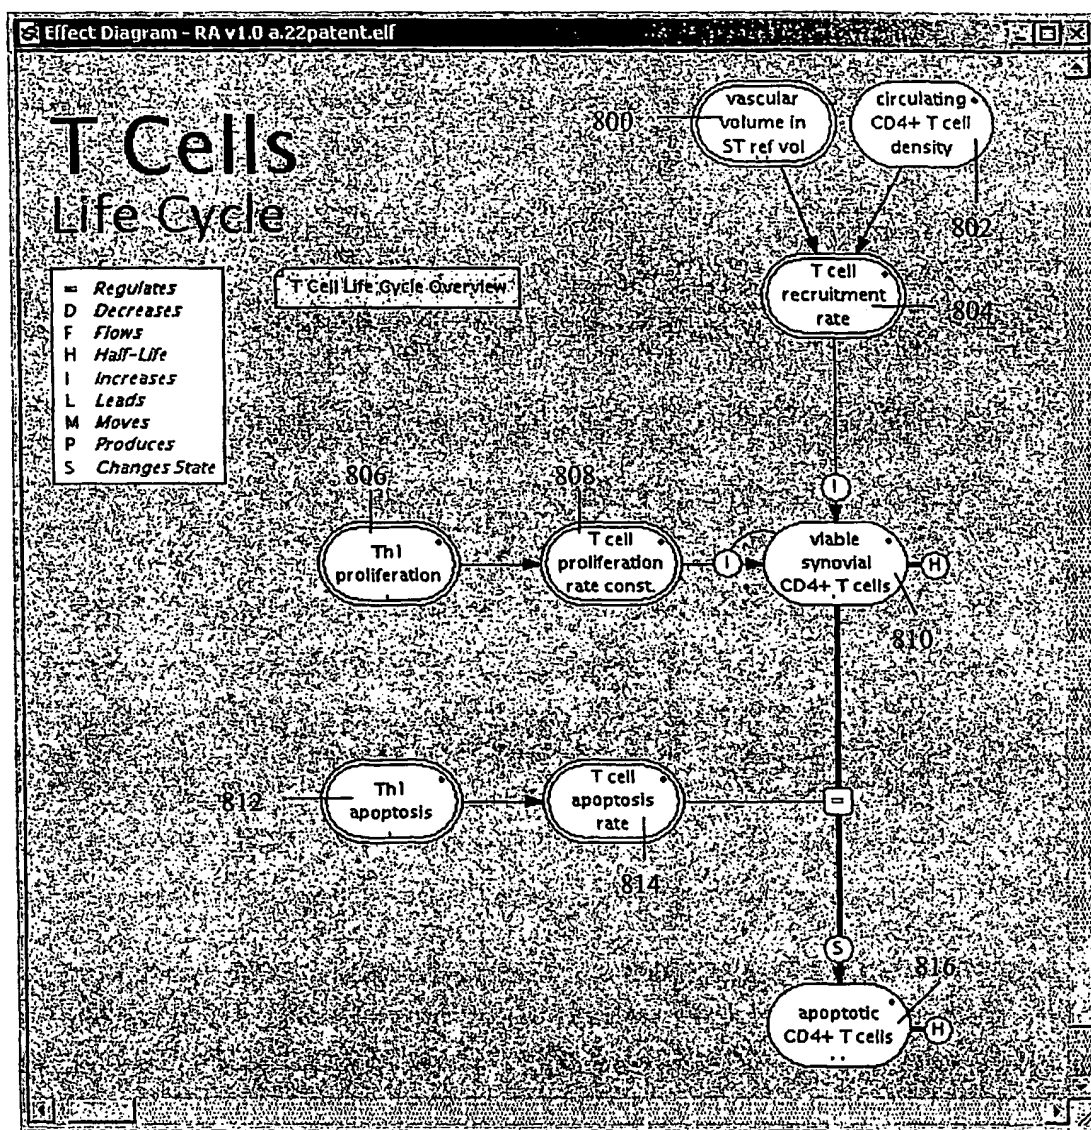 Effect Diagram - RA v1.0 a.22patent.elf
T Cells
Life Cycle
= Regulates
D Decreases
F Flows
H Half-Life
I Increases
L Leads
M Moves
P Produces
S Changes State
T Cell Life Cycle Overview
800
vascular
volume in
ST ref vol
circulating
CD4+ T cell
density
802
T cell
recruitment
rate
804
I
806
Th1
proliferation
808
T cell
proliferation
rate const.
I
viable
synovial
CD4+ T cells
H
810
812
Th1
apoptosis
T cell
apoptosis
rate
814
=
S
816
apoptotic
CD4+ T cells
H